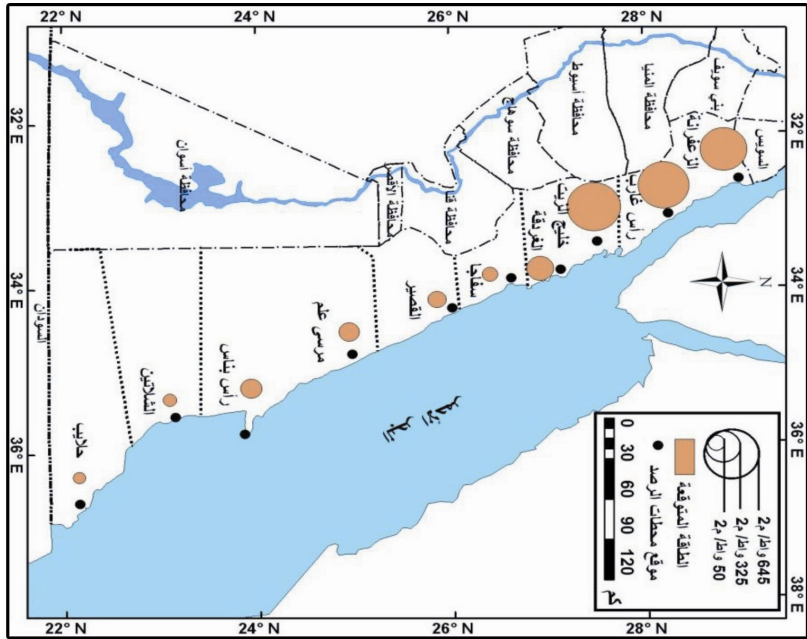 22° N
24° N
26° N
28° N
32° E
34° E
36° E
32° E
34° E
36° E
38° E
22° N
24° N
26° N
28° N
السويس
الزعفرانة
بني سويف
محافظة المنيا
رأس غارب
محافظة أسيوط
خليج الزيت
الغردقة
محافظة سوهاج
سفاجا
محافظة قنا
القصير
محافظة الأقصر
مرسى علم
محافظة أسوان
رأس بناس
الشلاتين
حلايب
السودان
البحر الأحمر
N
645 واط/ م2
325 واط/ م2
50 واط/ م2
الطاقة المتوقعة
موقع محطات الرصد
0 30 60 90 120
كم